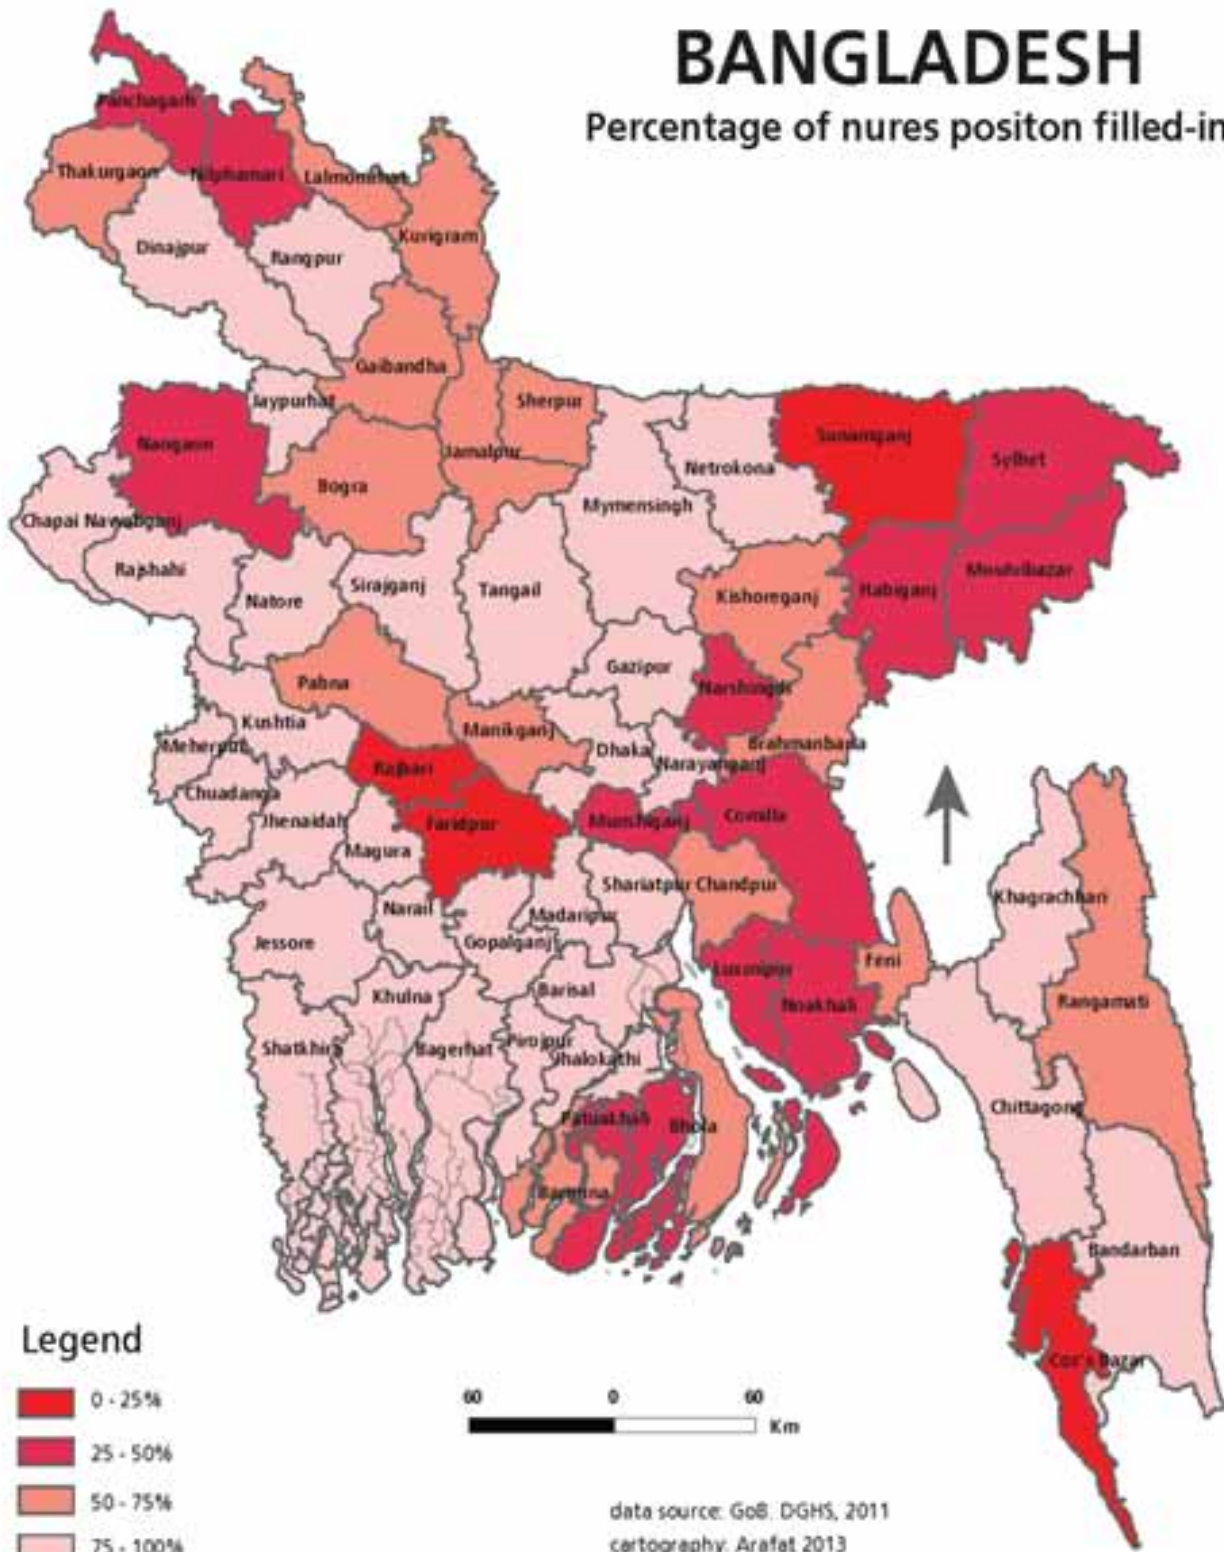 BANGLADESH
Percentage of nures positon filled-in
Panchagarh
Thakurgaon
Nilphamari
Lalmonirhat
Dinajpur
Rangpur
Kurigram
Gaibandha
Jaypurhat
Sherpur
Jamalpur
Naogaon
Bogra
Netrokona
Sunamganj
Sylhet
Mymensingh
Chapai Nawabganj
Rajshahi
Natore
Sirajganj
Tangail
Kishoreganj
Habiganj
Moulvibazar
Gazipur
Pabna
Narshingdi
Kushtia
Manikganj
Meherpur
Dhaka
Brahmanbaria
Narayanganj
Rajbari
Chuadanga
Jhenaidah
Faridpur
Munshiganj
Comilla
Magura
Shariatpur
Chandpur
Khagrachhari
Narail
Madaripur
Jessore
Gopalganj
Feni
Luxmipur
Khulna
Barisal
Noakhali
Rangamati
Shatkhira
Bagerhat
Pirojpur
Jhalokathi
Patuakhali
Bhola
Chittagong
Barguna
Bandarban
Cox's Bazar
Legend
0 - 25%
25 - 50%
50 - 75%
75 - 100%
60 0 60
Km
data source: GoB. DGHS, 2011
cartography. Arafat 2013